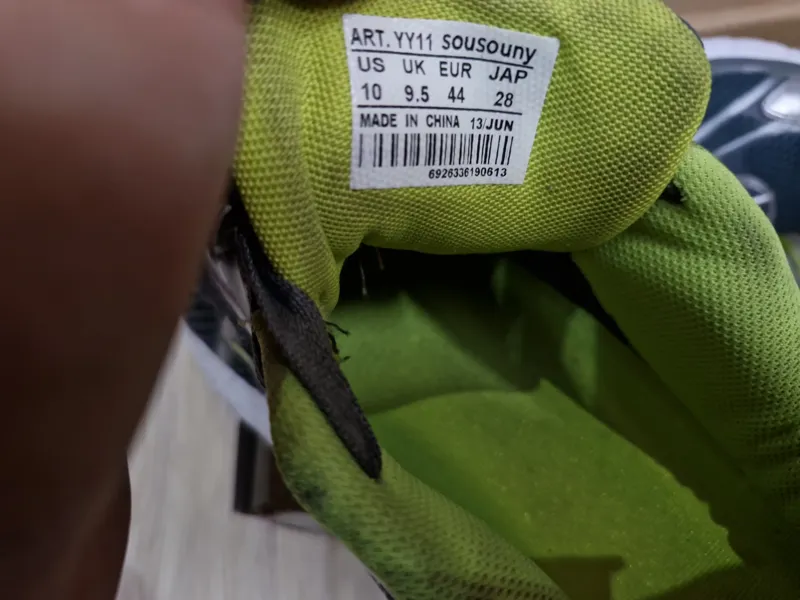 ART. YY11 sousouny
US UK EUR JAP
10 9.5 44 28
MADE IN CHINA 13/JUN
6926336190613